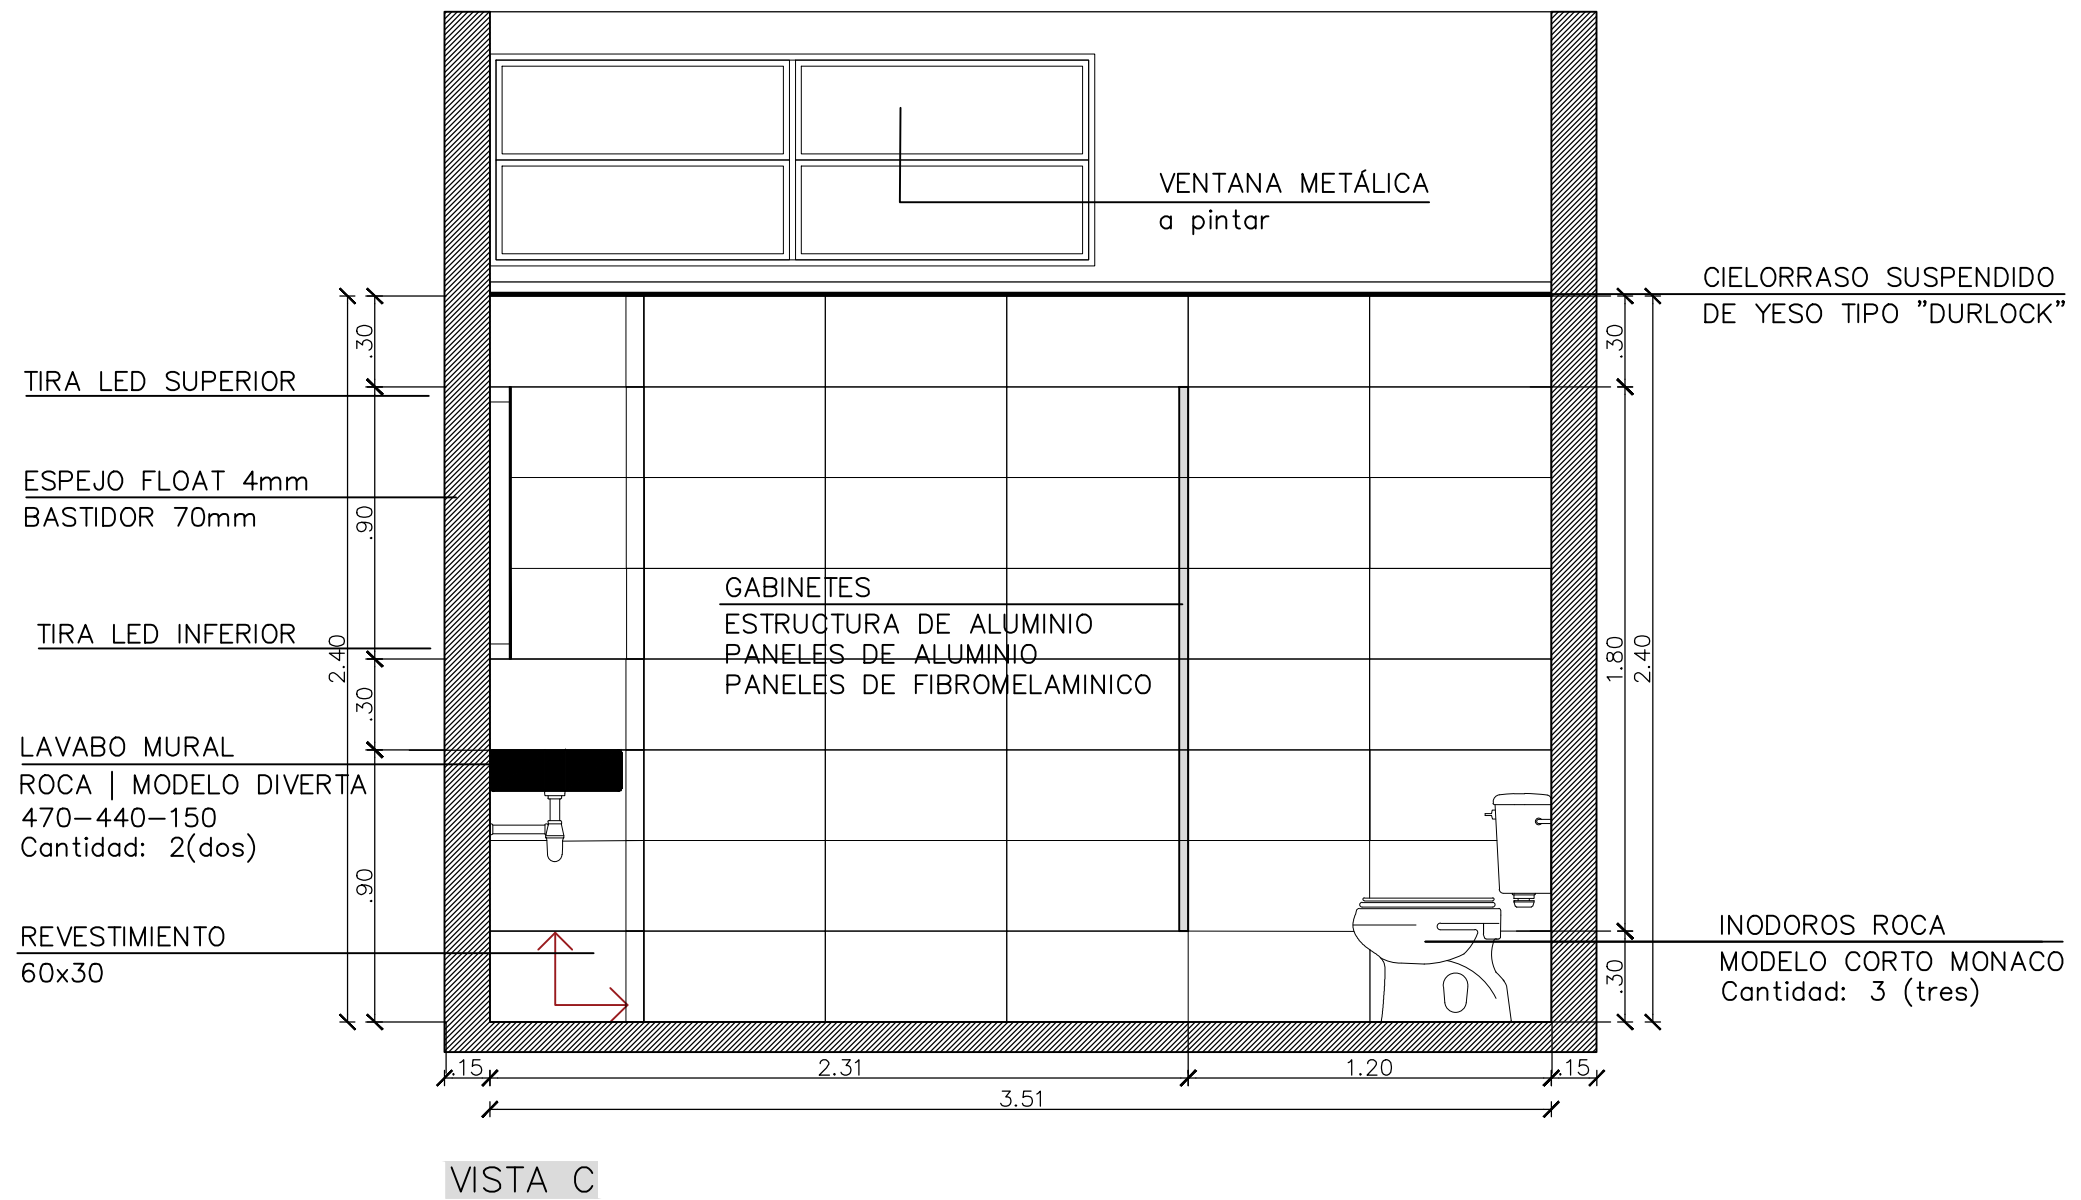 VENTANA METÁLICA
a pintar
CIELORRASO SUSPENDIDO
DE YESO TIPO "DURLOCK"
TIRA LED SUPERIOR
ESPEJO FLOAT 4mm
BASTIDOR 70mm
TIRA LED INFERIOR
LAVABO MURAL
ROCA | MODELO DIVERTA
470-440-150
Cantidad: 2(dos)
REVESTIMIENTO
60x30
2.40
.30
.90
.30
.90
GABINETES
ESTRUCTURA DE ALUMINIO
PANELES DE ALUMINIO
PANELES DE FIBROMELAMINICO
.30
1.80
.30
2.40
INODOROS ROCA
MODELO CORTO MONACO
Cantidad: 3 (tres)
.15
2.31
1.20
.15
3.51
VISTA C